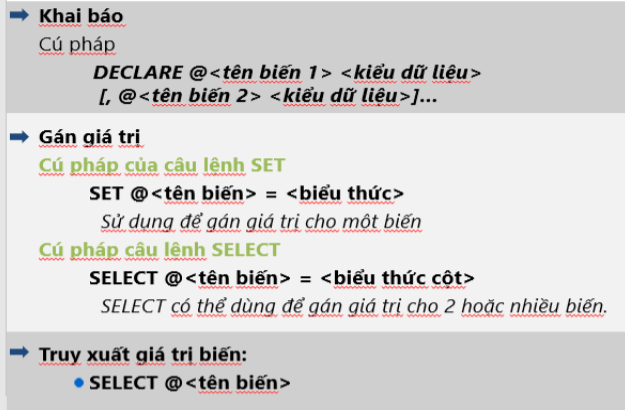 Khai báo
Cú pháp
DECLARE @<tên biến 1> <kiểu dữ liệu>
[, @<tên biến 2> <kiểu dữ liệu>]...
Gán giá trị
Cú pháp của câu lệnh SET
SET @<tên biến> = <biểu thức>
Sử dụng để gán giá trị cho một biến
Cú pháp câu lệnh SELECT
SELECT @<tên biến> = <biểu thức cột>
SELECT có thể dùng để gán giá trị cho 2 hoặc nhiều biến.
Truy xuất giá trị biến:
SELECT @<tên biến>